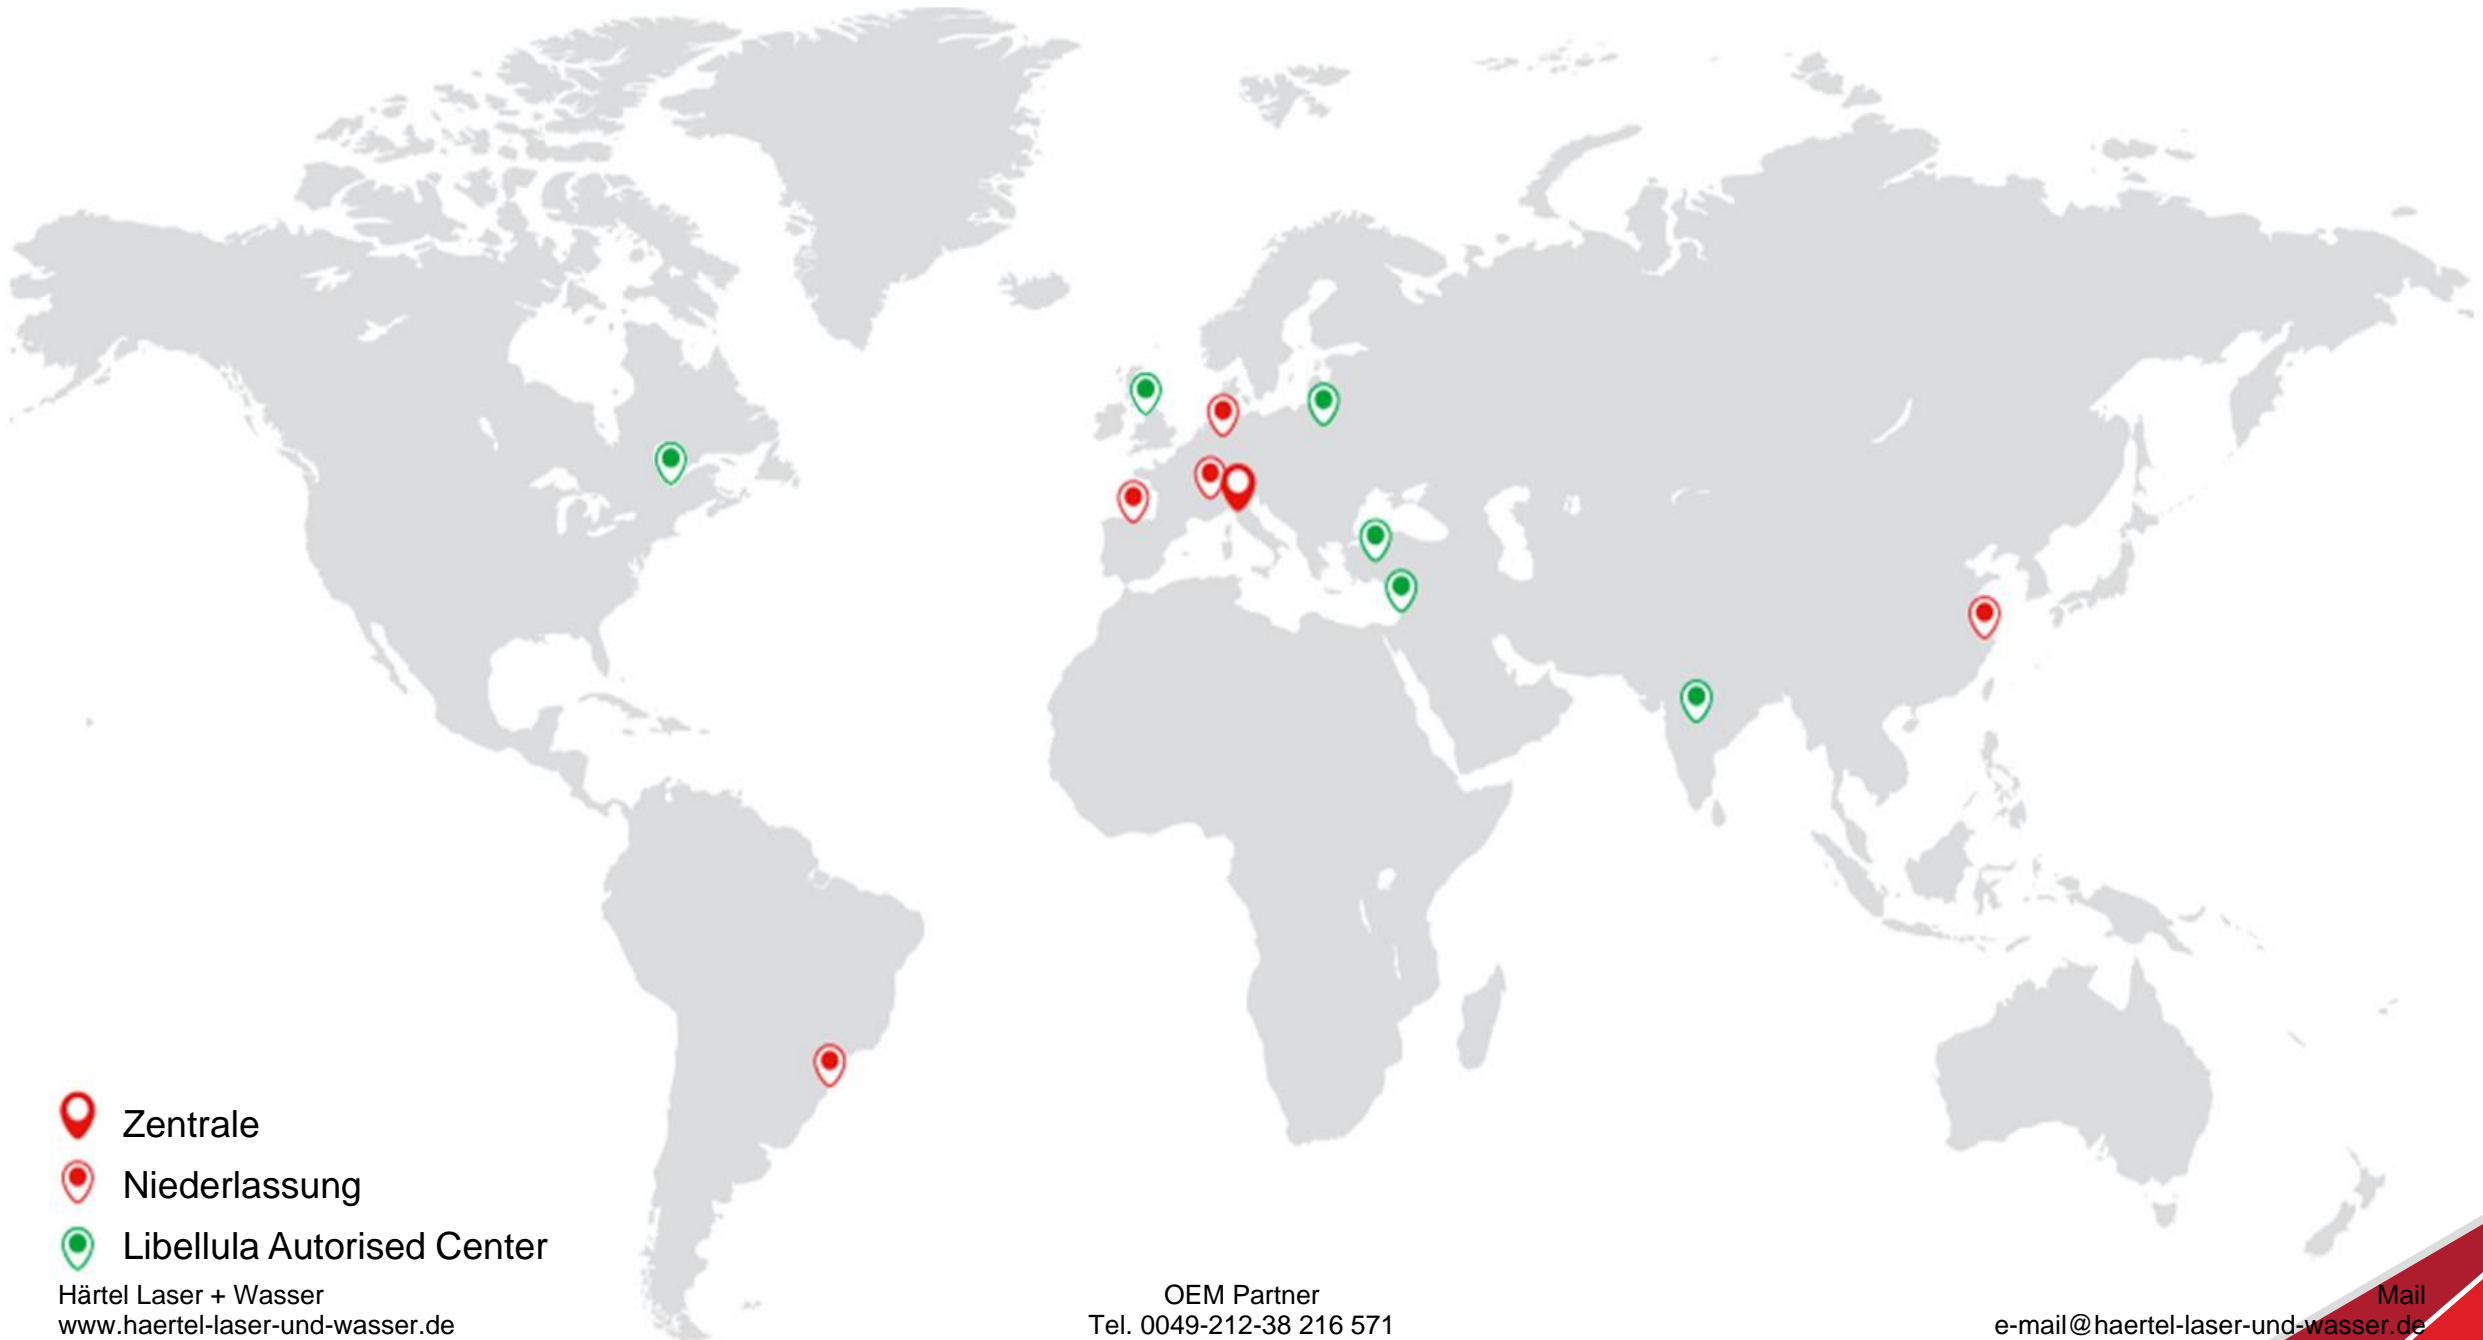 Zentrale
Niederlassung
Libellula Autorised Center
Härtel Laser + Wasser
www.haertel-laser-und-wasser.de
OEM Partner
Tel. 0049-212-38 216 571
Mail
e-mail@haertel-laser-und-wasser.de